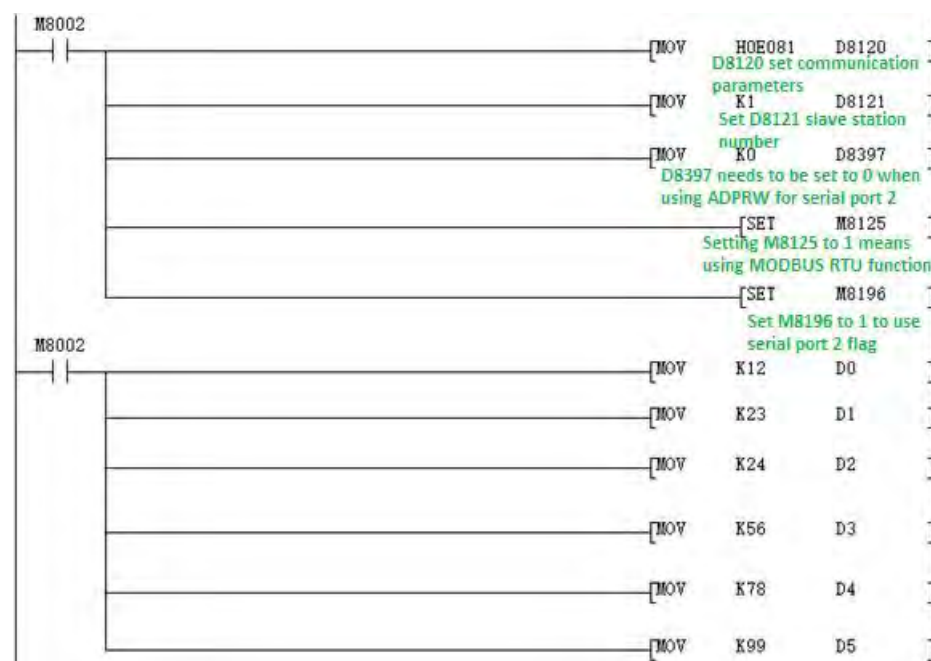 M8002
[MOV H0E081 D8120 ]
D8120 set communication
parameters
[MOV K1 D8121 ]
Set D8121 slave station
number
[MOV K0 D8397 ]
D8397 needs to be set to 0 when
using ADPRW for serial port 2
[SET M8125 ]
Setting M8125 to 1 means
using MODBUS RTU function
[SET M8196 ]
Set M8196 to 1 to use
serial port 2 flag
M8002
[MOV K12 D0 ]
[MOV K23 D1 ]
[MOV K24 D2 ]
[MOV K56 D3 ]
[MOV K78 D4 ]
[MOV K99 D5 ]